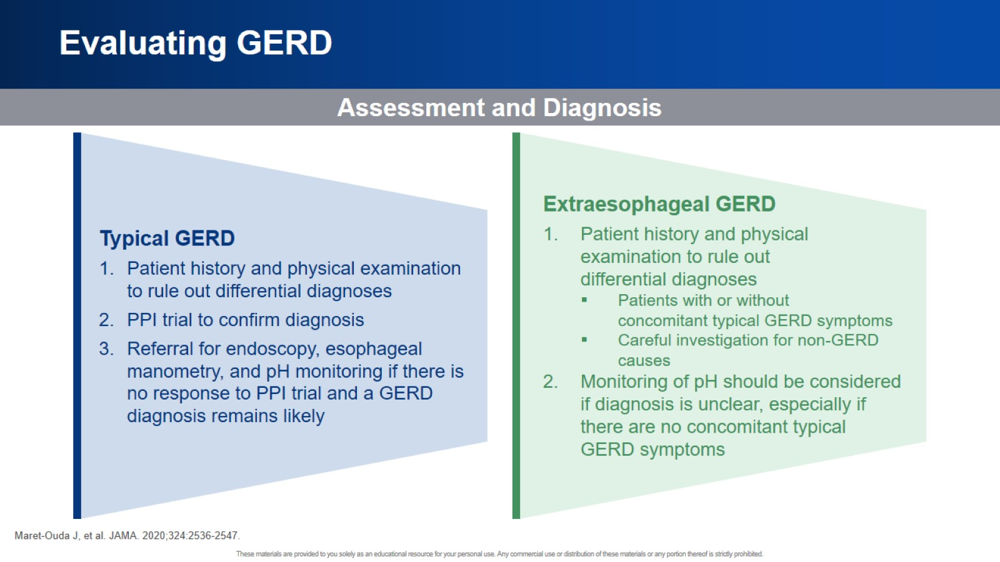 Evaluating GERD
Assessment and Diagnosis
Typical GERD
1. Patient history and physical examination
to rule out differential diagnoses
2. PPI trial to confirm diagnosis
3. Referral for endoscopy, esophageal
manometry, and pH monitoring if there is
no response to PPI trial and a GERD
diagnosis remains likely
Extraesophageal GERD
1. Patient history and physical
examination to rule out
differential diagnoses
▪ Patients with or without
concomitant typical GERD symptoms
▪ Careful investigation for non-GERD
causes
2. Monitoring of pH should be considered
if diagnosis is unclear, especially if
there are no concomitant typical
GERD symptoms
Maret-Ouda J, et al. JAMA. 2020;324:2536-2547.
These materials are provided to you solely as an educational resource for your personal use. Any commercial use or distribution of these materials or any portion thereof is strictly prohibited.